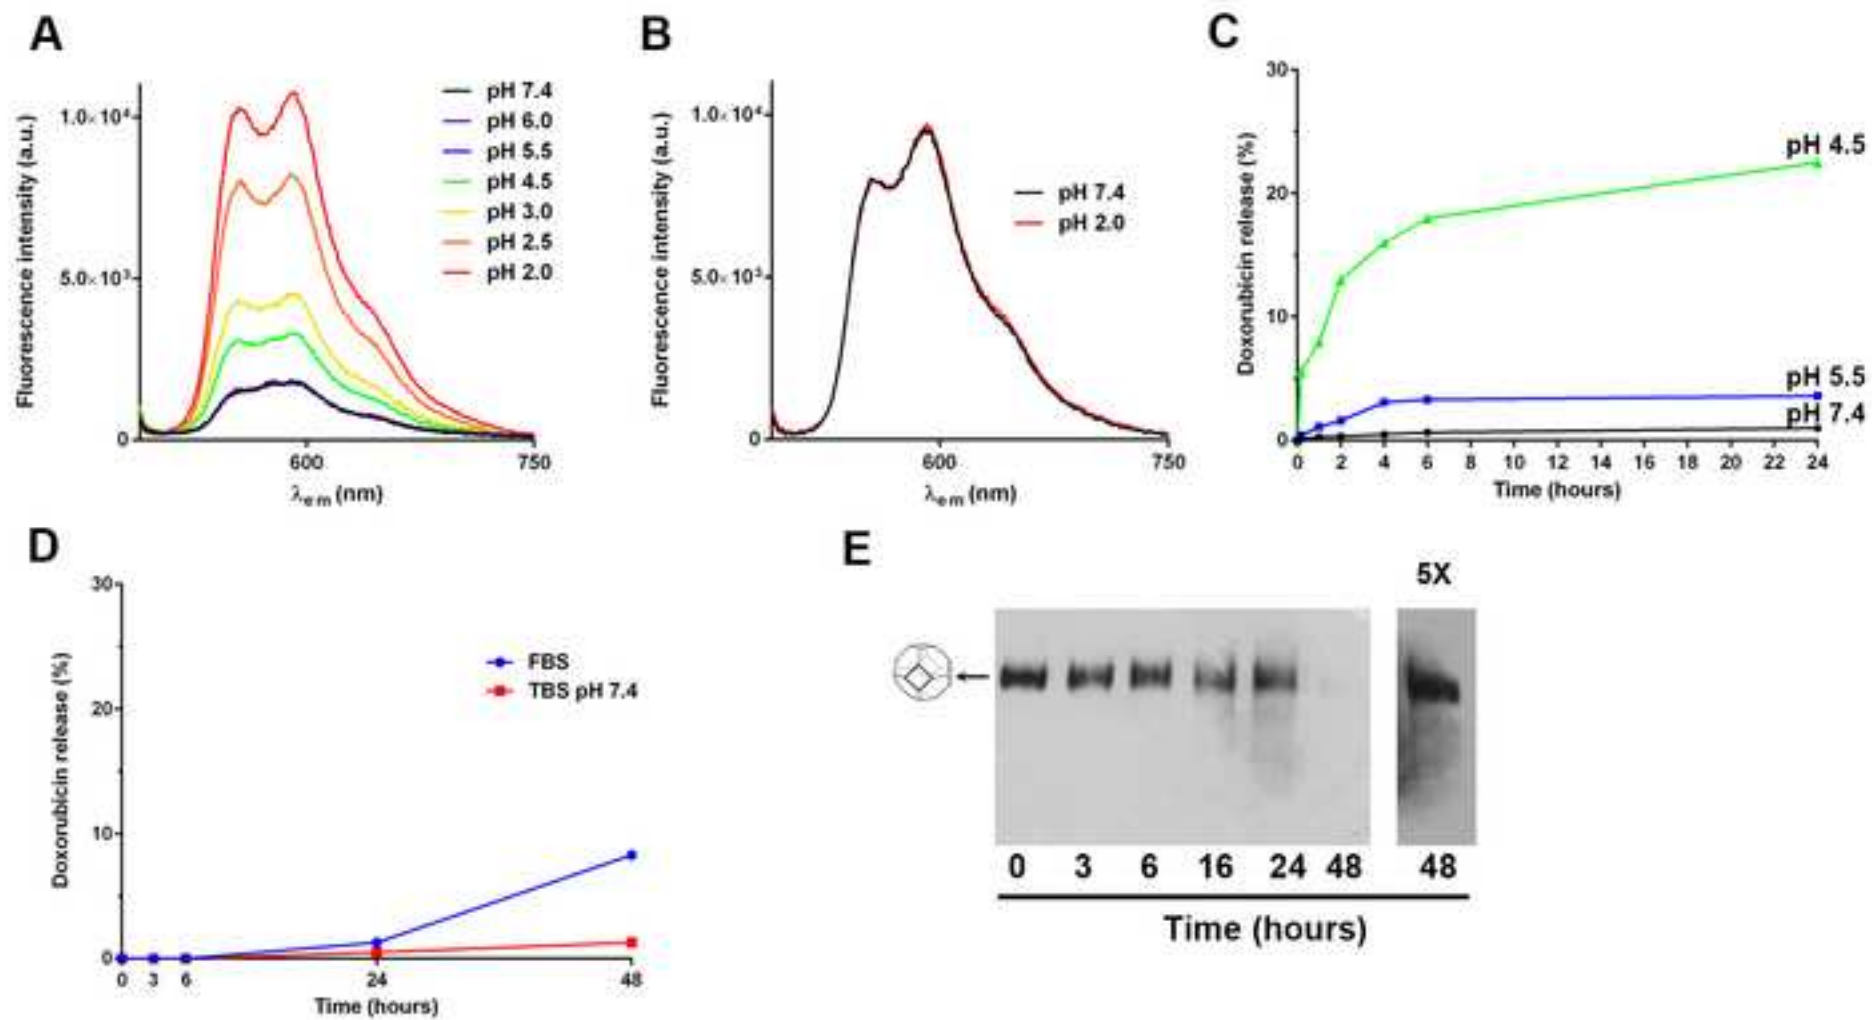 A
Fluorescence intensity (a.u.)
1.0×10⁴
5.0×10³
0
600
750
λem (nm)
pH 7.4
pH 6.0
pH 5.5
pH 4.5
pH 3.0
pH 2.5
pH 2.0
B
Fluorescence intensity (a.u.)
1.0×10⁴
5.0×10³
0
600
750
λem (nm)
pH 7.4
pH 2.0
C
Doxorubicin release (%)
30
20
10
0
0 2 4 6 8 10 12 14 16 18 20 22 24
Time (hours)
pH 4.5
pH 5.5
pH 7.4
D
Doxorubicin release (%)
30
20
10
0
0 3 6 24 48
Time (hours)
FBS
TBS pH 7.4
E
5X
0 3 6 16 24 48 48
Time (hours)